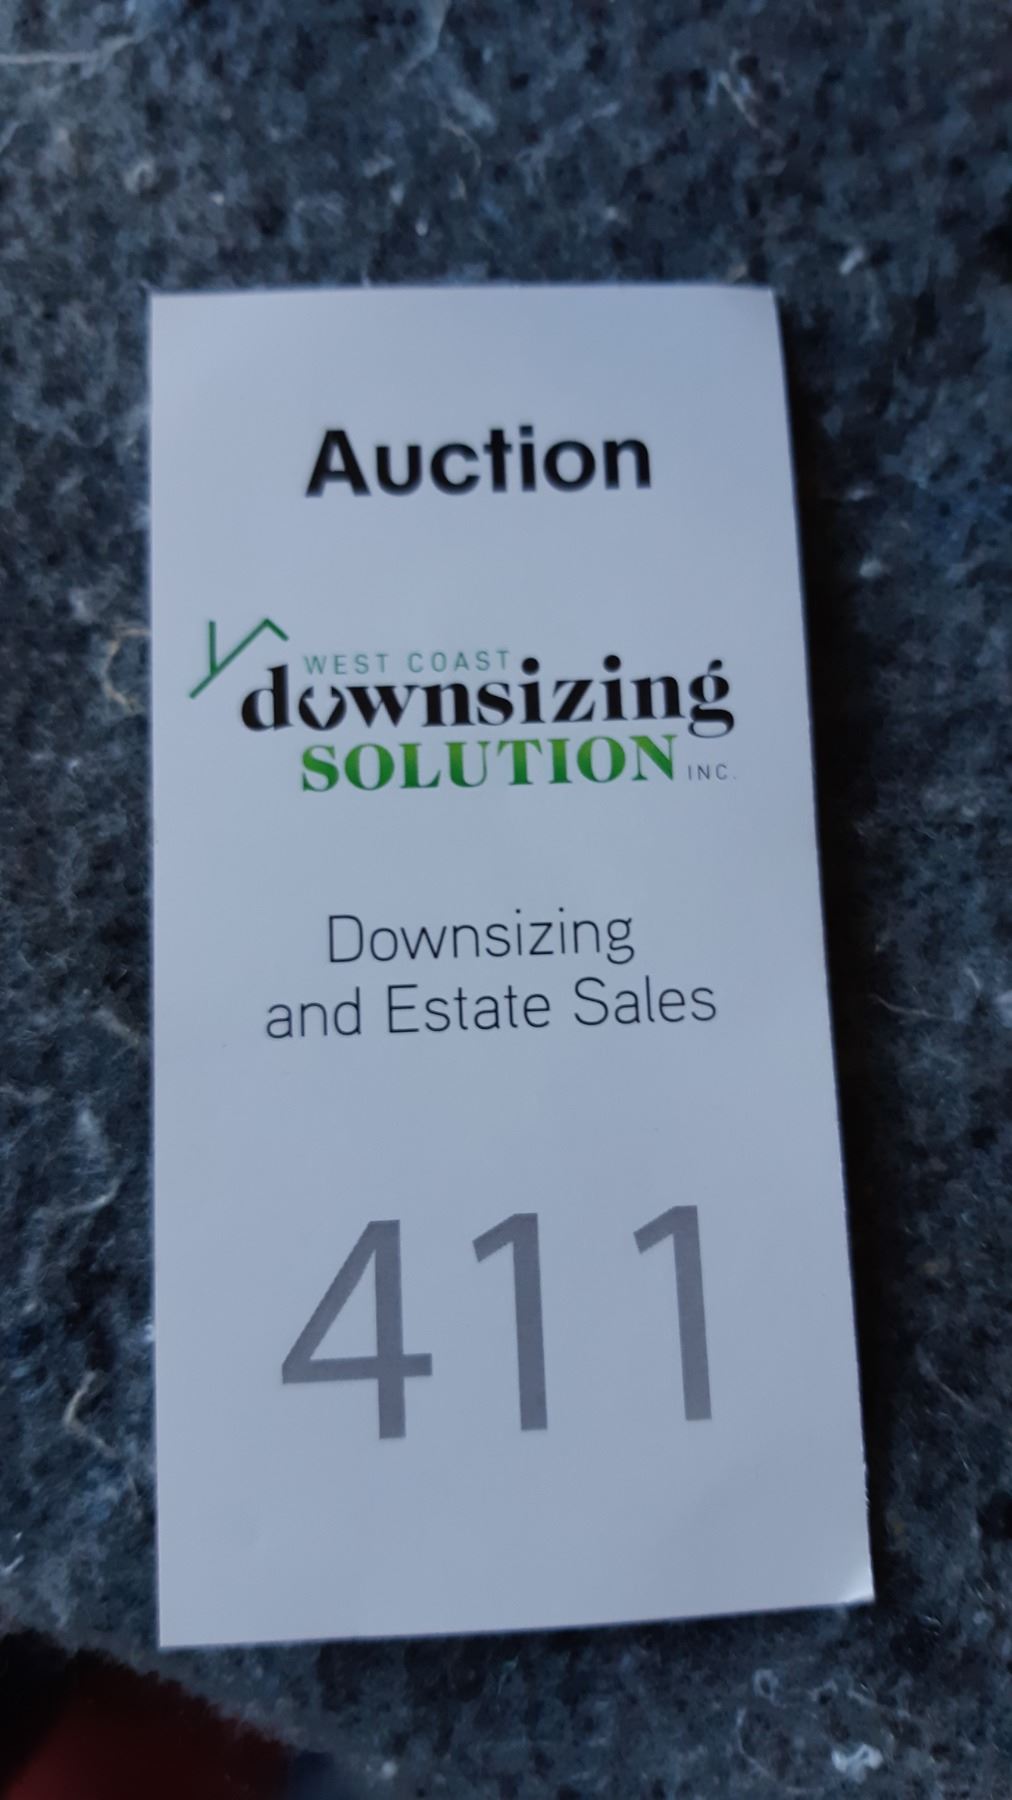 Auction
WEST COAST
downsizing
SOLUTION INC.
Downsizing
and Estate Sales
411